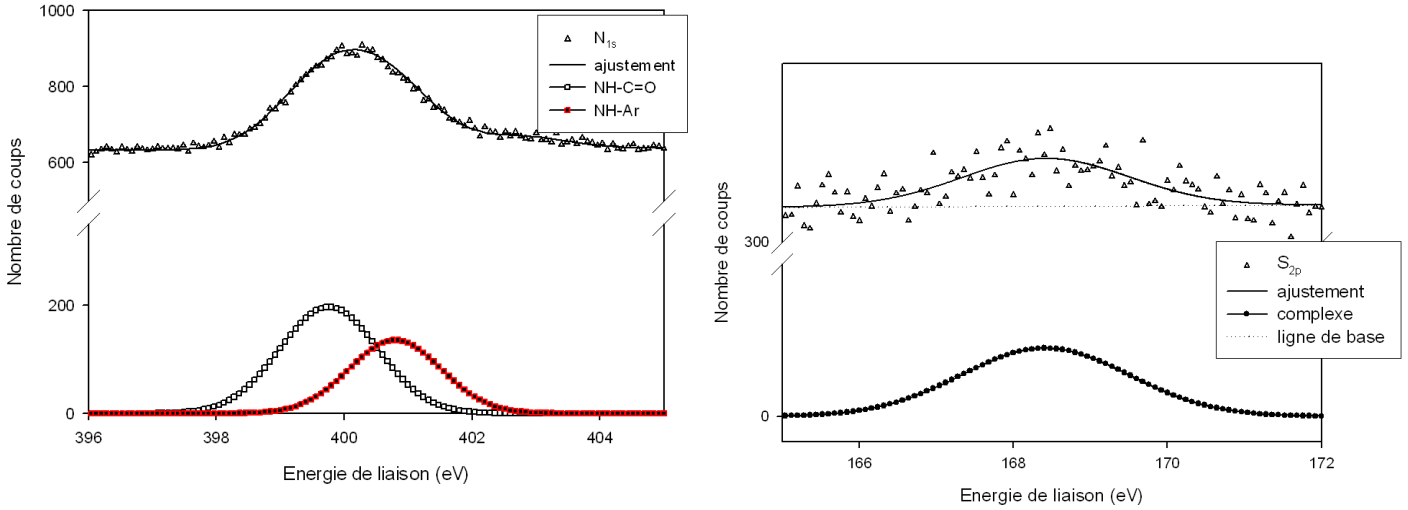 1000
800
600
200
0
Nombre de coups
N1s
ajustement
NH-C=O
NH-Ar
396
398
400
402
404
Energie de liaison (eV)
300
0
Nombre de coups
S2p
ajustement
complexe
ligne de base
166
168
170
172
Energie de liaison (eV)